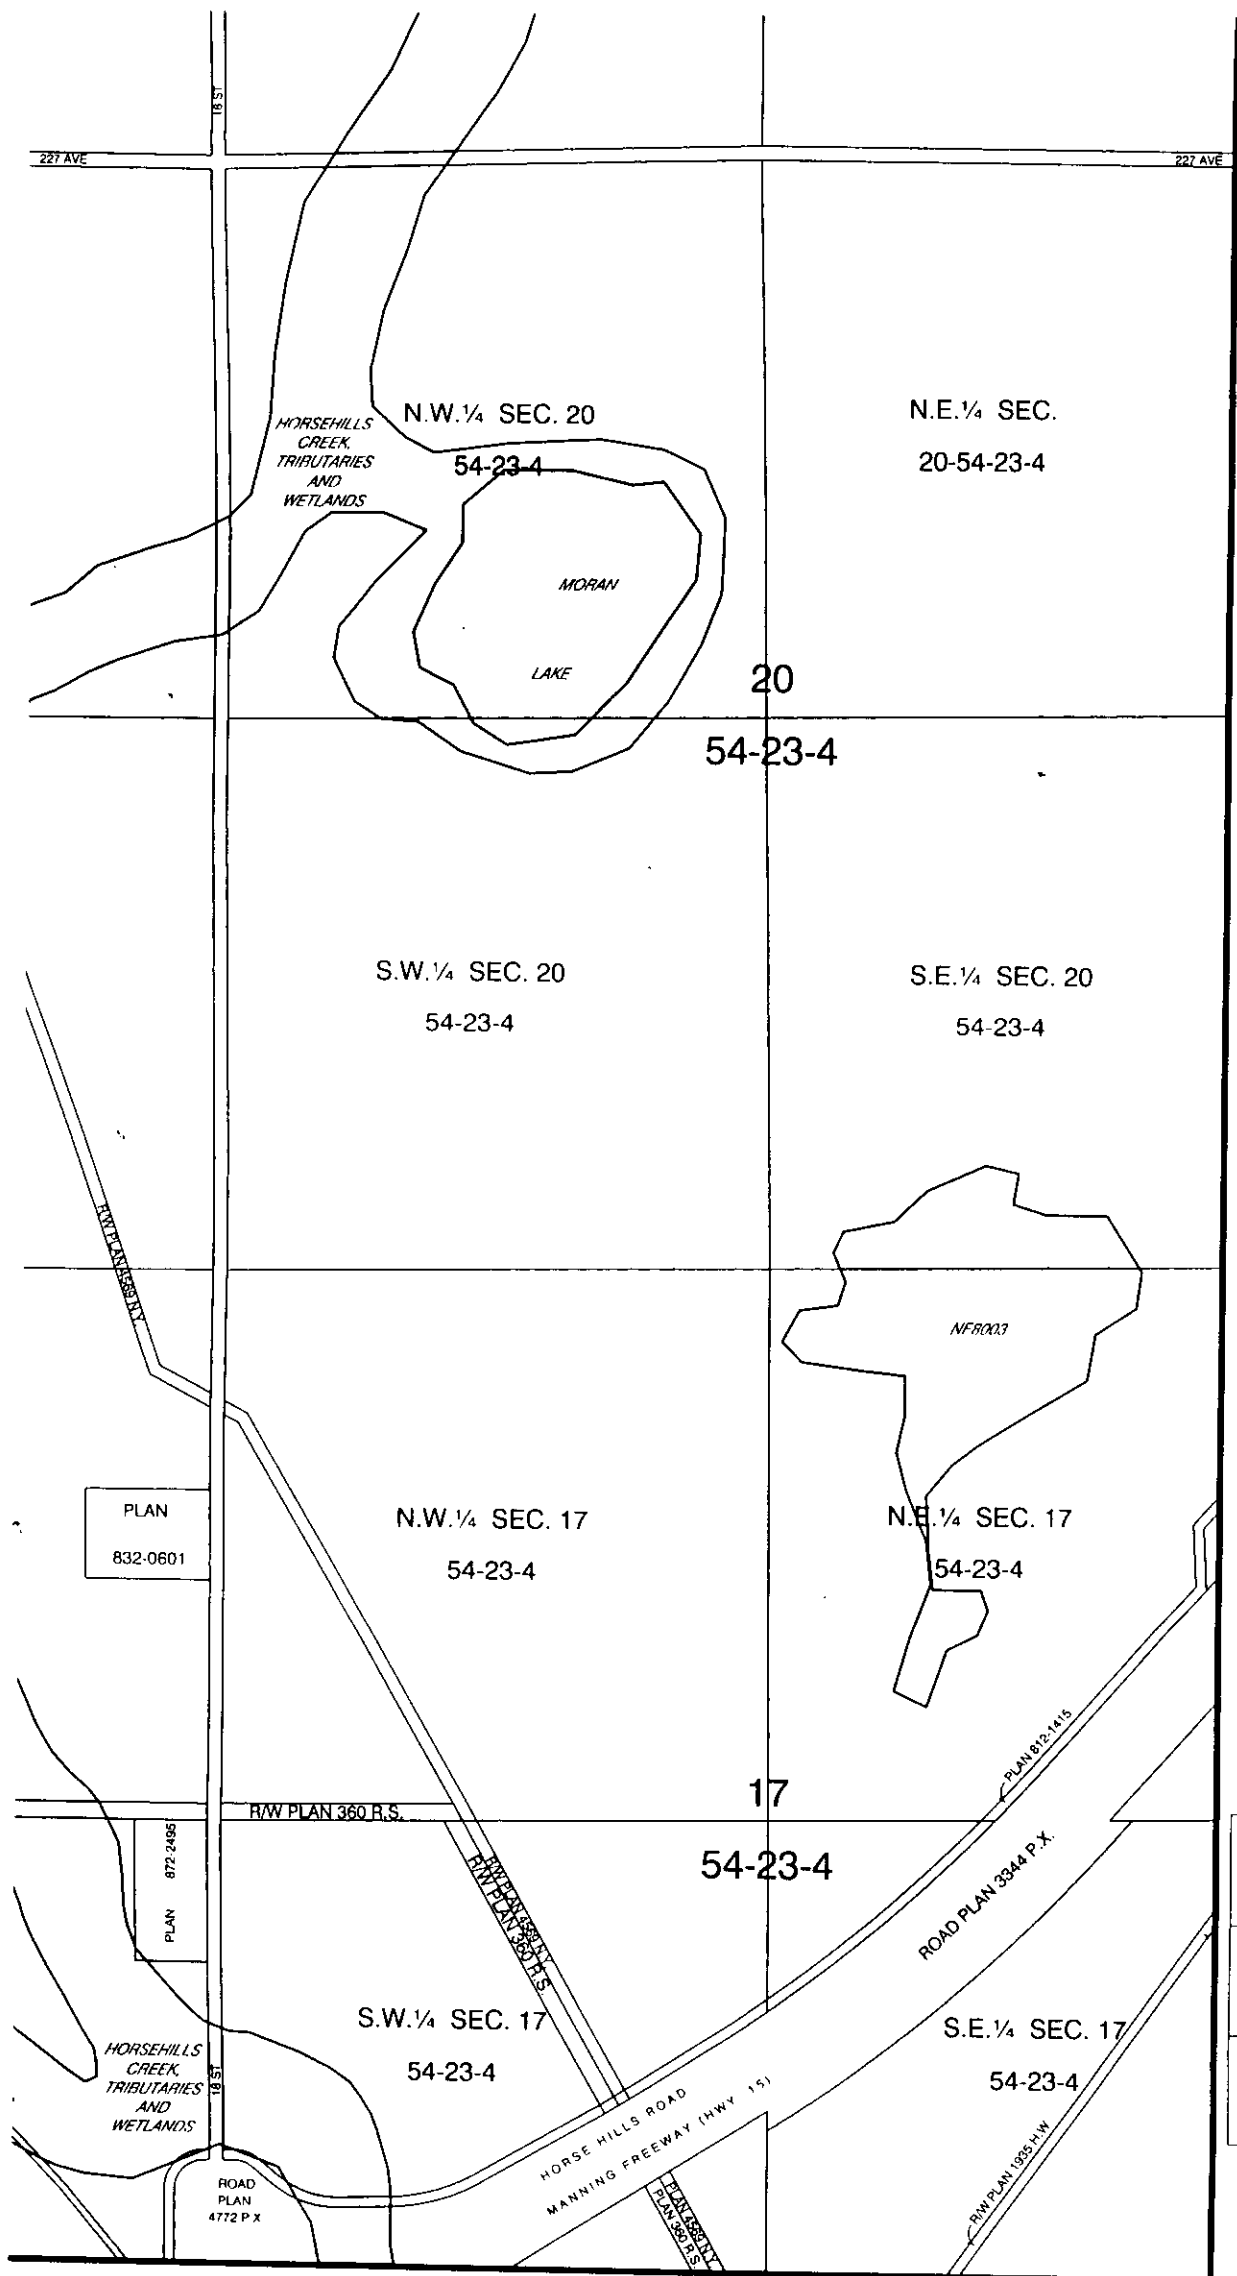 18 ST
227 AVE
227 AVE
N.W.¼ SEC. 20
54-23-4
N.E.¼ SEC.
20-54-23-4
HORSEHILLS
CREEK,
TRIBUTARIES
AND
WETLANDS
MORAN
LAKE
20
54-23-4
S.W.¼ SEC. 20
54-23-4
S.E.¼ SEC. 20
54-23-4
R/W PLAN 4569 N.Y.
NF8003
PLAN
832-0601
N.W.¼ SEC. 17
54-23-4
N.E.¼ SEC. 17
54-23-4
PLAN 812-1415
17
54-23-4
R/W PLAN 360 R.S.
PLAN 872-2495
R/W PLAN 4569 N.Y.
R/W PLAN 360 R.S.
ROAD PLAN 3344 P.X.
S.W.¼ SEC. 17
54-23-4
S.E.¼ SEC. 17
54-23-4
HORSEHILLS
CREEK,
TRIBUTARIES
AND
WETLANDS
18 ST
HORSE HILLS ROAD
MANNING FREEWAY (HWY 15)
ROAD
PLAN
4772 P X
PLAN 4569 N.Y.
PLAN 360 R.S.
R/W PLAN 1935 H.W